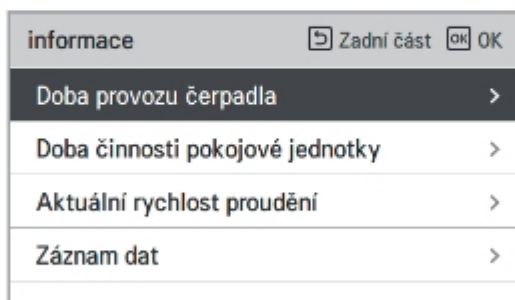 informace Zadní část OK OK
Doba provozu čerpadla >
Doba činnosti pokojové jednotky >
Aktuální rychlost proudění >
Záznam dat >